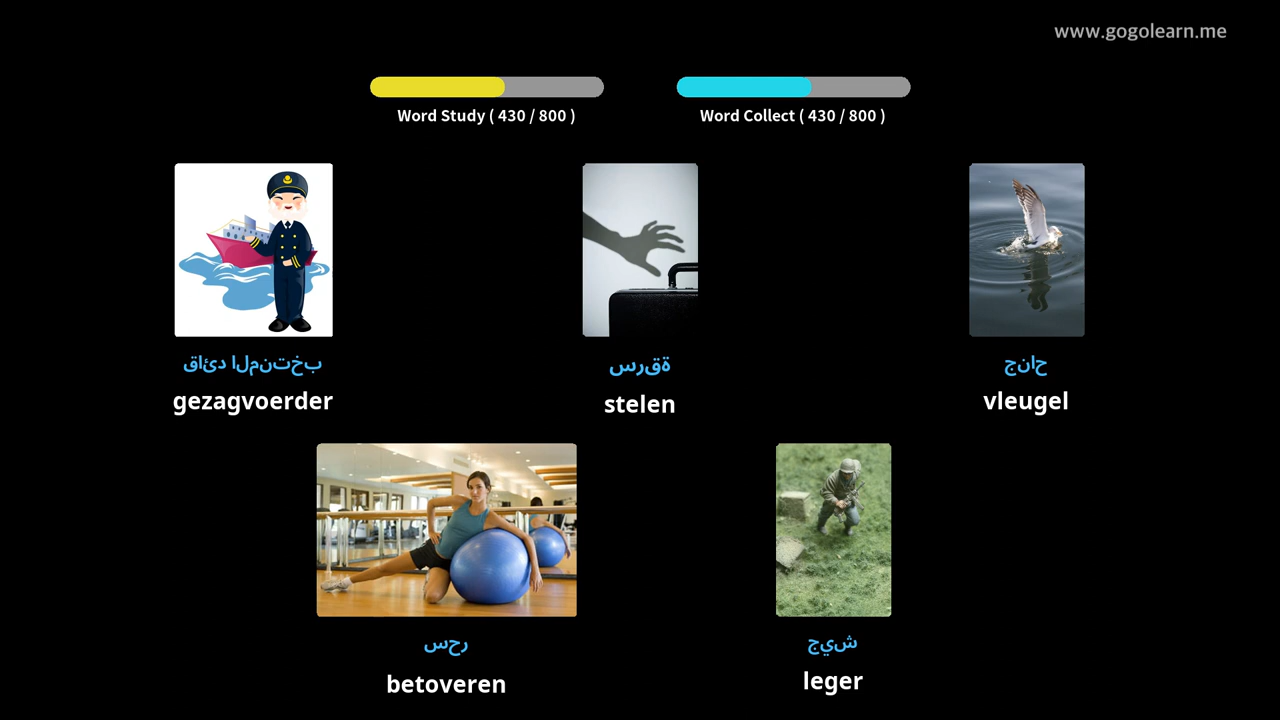 www.gogolearn.me
Word Study ( 430 / 800 )
Word Collect ( 430 / 800 )
قائد المنتخب
gezagvoerder
سرقة
stelen
جناح
vleugel
سحر
betoveren
جيش
leger